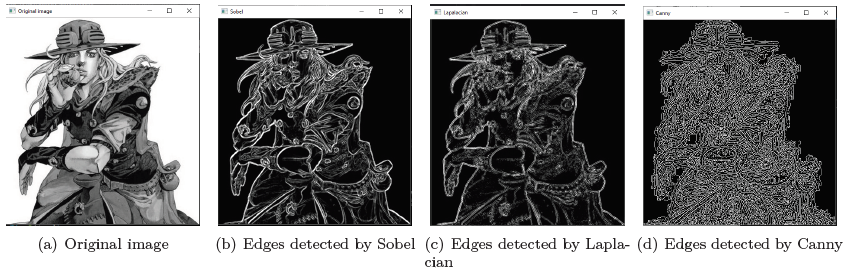 Original image
Sobel
Lapalacian
Canny
(a) Original image
(b) Edges detected by Sobel
(c) Edges detected by Lapla-
cian
(d) Edges detected by Canny